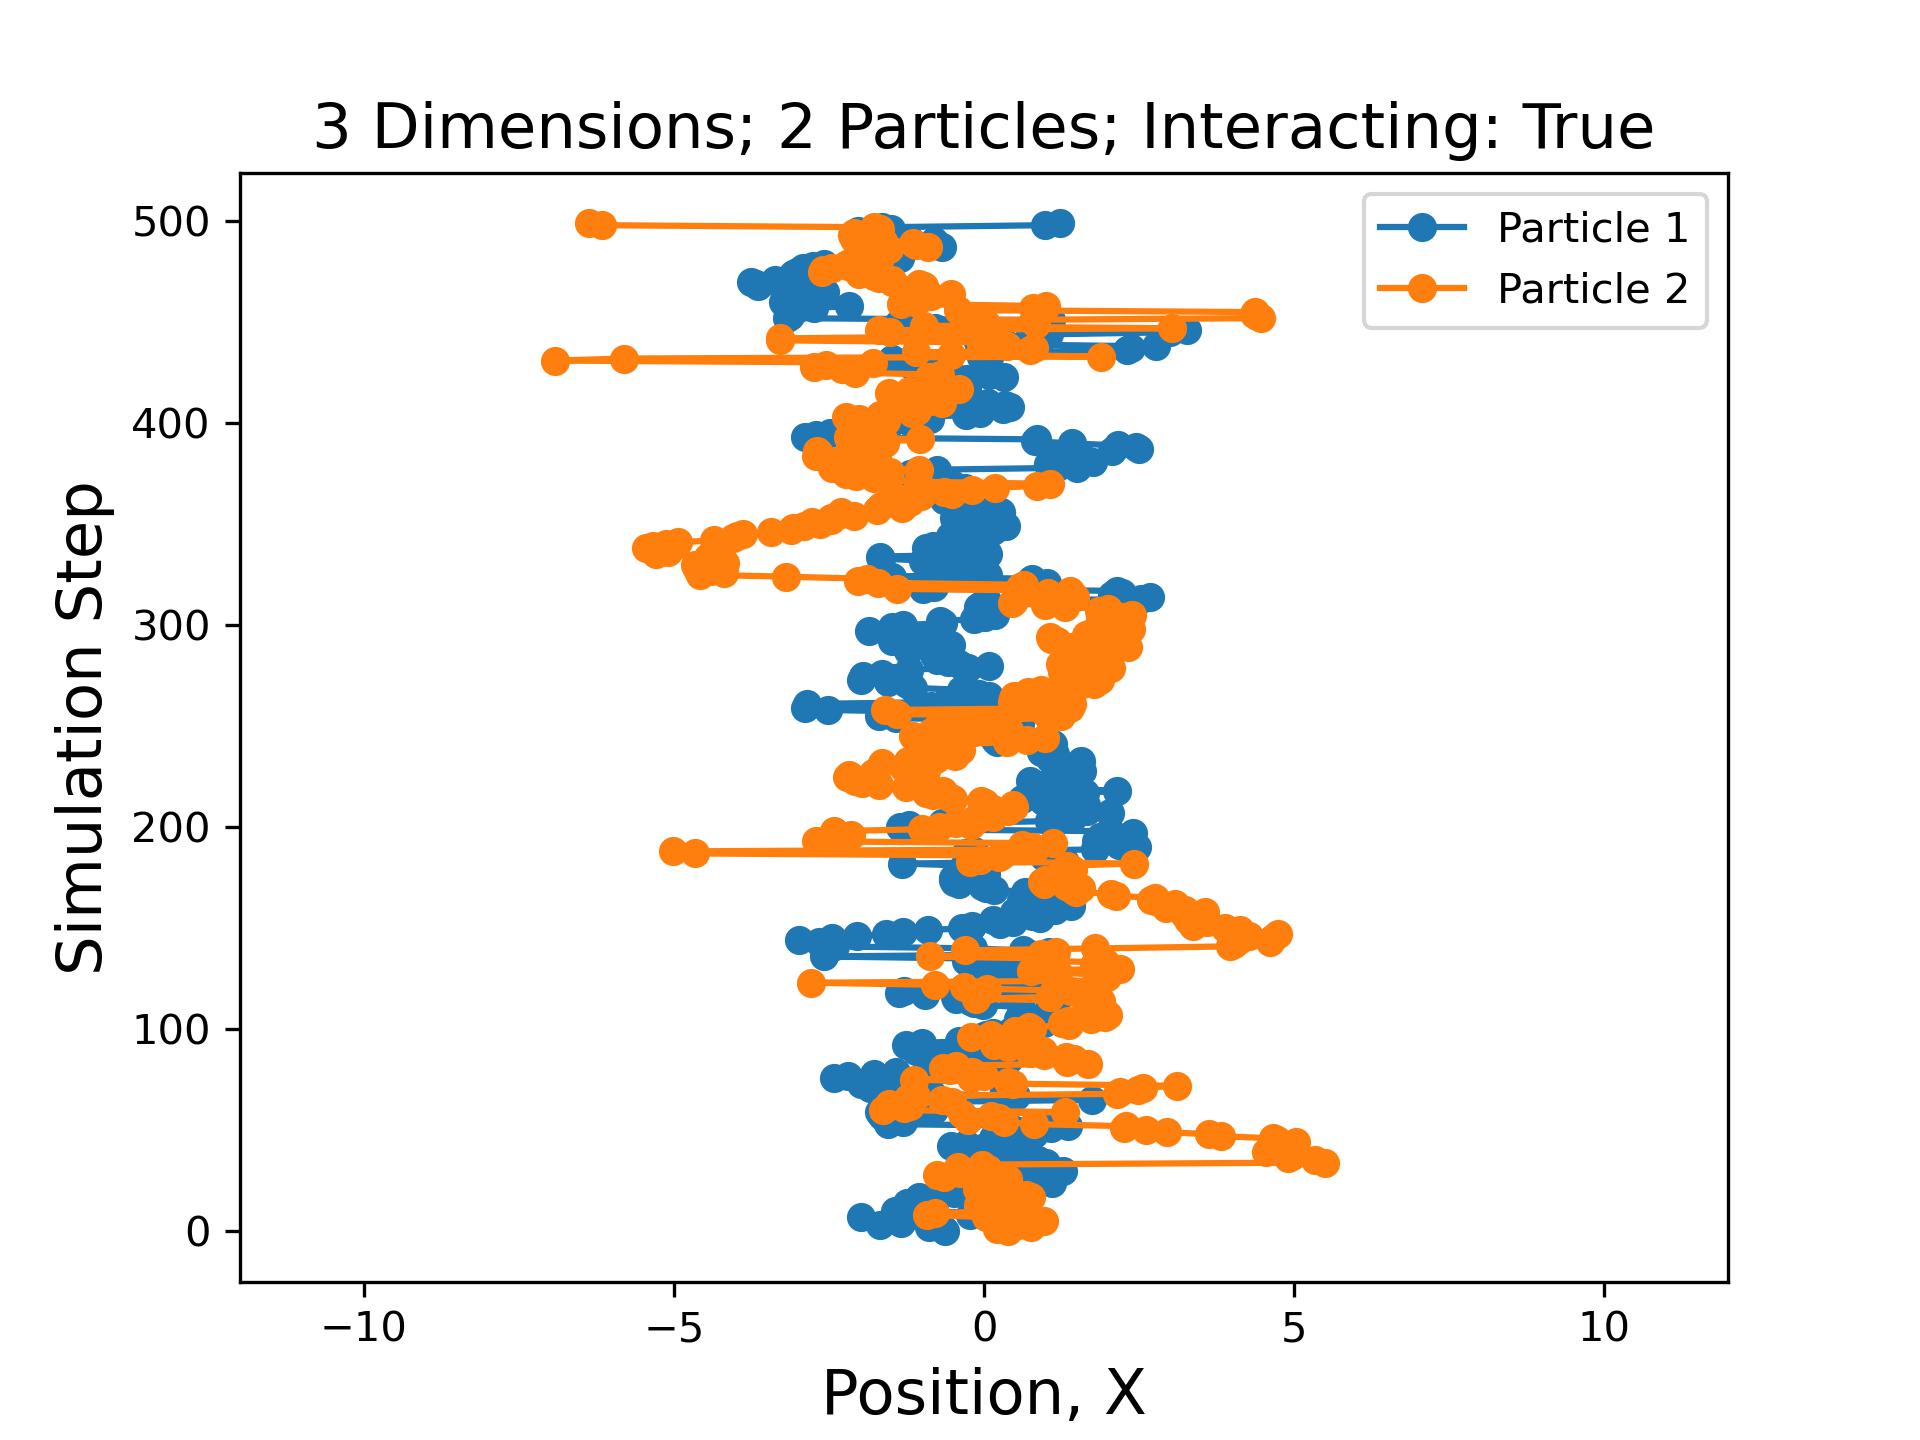 3 Dimensions; 2 Particles; Interacting: True
Particle 1
Particle 2
Simulation Step
500
400
300
200
100
0
−10
−5
0
5
10
Position, X